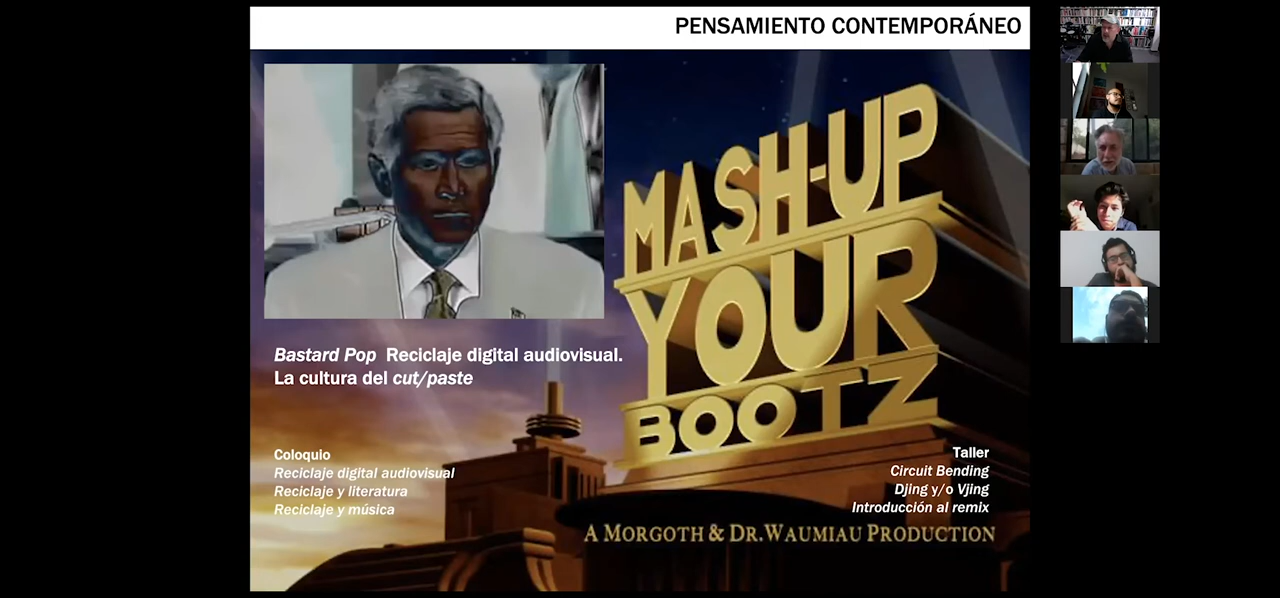 PENSAMIENTO CONTEMPORÁNEO
MASH-UP
YOUR
BOOTZ
Bastard Pop Reciclaje digital audiovisual.
La cultura del cut/paste
Coloquio
Reciclaje digital audiovisual
Reciclaje y literatura
Reciclaje y música
Taller
Circuit Bending
Djing y/o Vjing
Introducción al remix
A MORGOTH & DR. WAUMIAU PRODUCTION